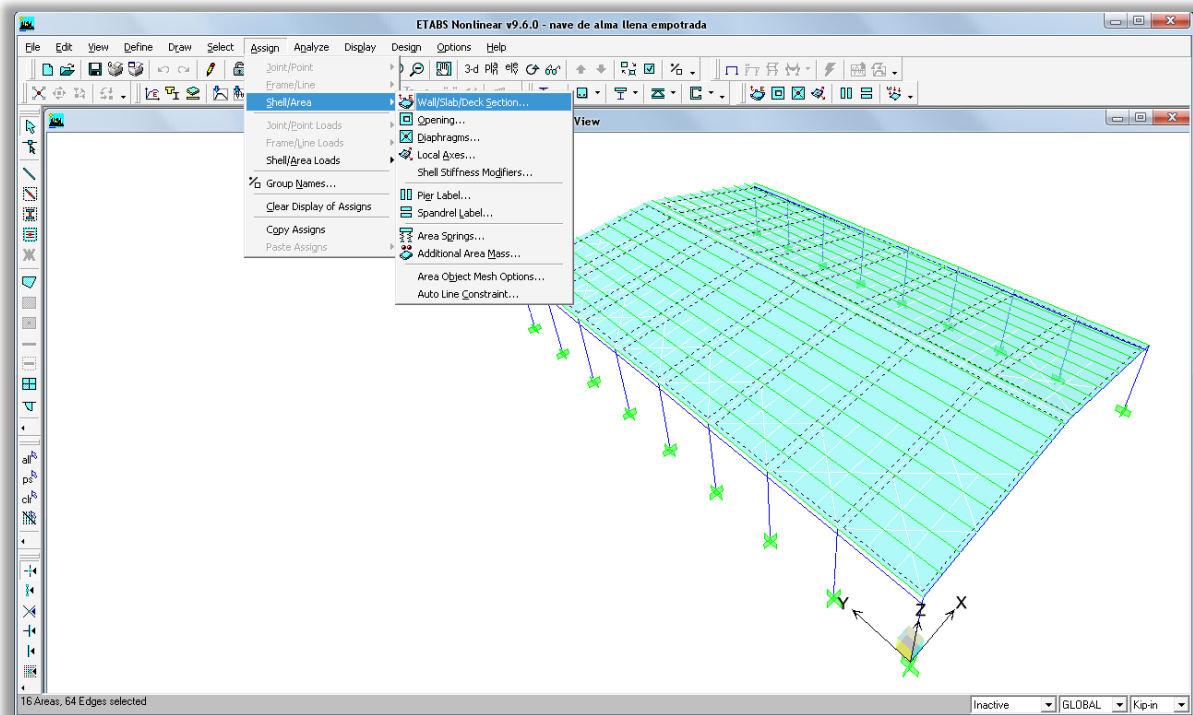 ETABS Nonlinear v9.6.0 - nave de alma llena empotrada
File Edit View Define Draw Select Assign Analyze Display Design Options Help
3-d
Joint/Point
Frame/Line
Shell/Area
Joint/Point Loads
Frame/Line Loads
Shell/Area Loads
Group Names...
Clear Display of Assigns
Copy Assigns
Paste Assigns
Wall/Slab/Deck Section...
Opening...
Diaphragms...
Local Axes...
Shell Stiffness Modifiers...
Pier Label...
Spandrel Label...
Area Springs...
Additional Area Mass...
Area Object Mesh Options...
Auto Line Constraint...
View
all
ps
clr
Y
Z
X
16 Areas, 64 Edges selected
Inactive
GLOBAL
Kip-in